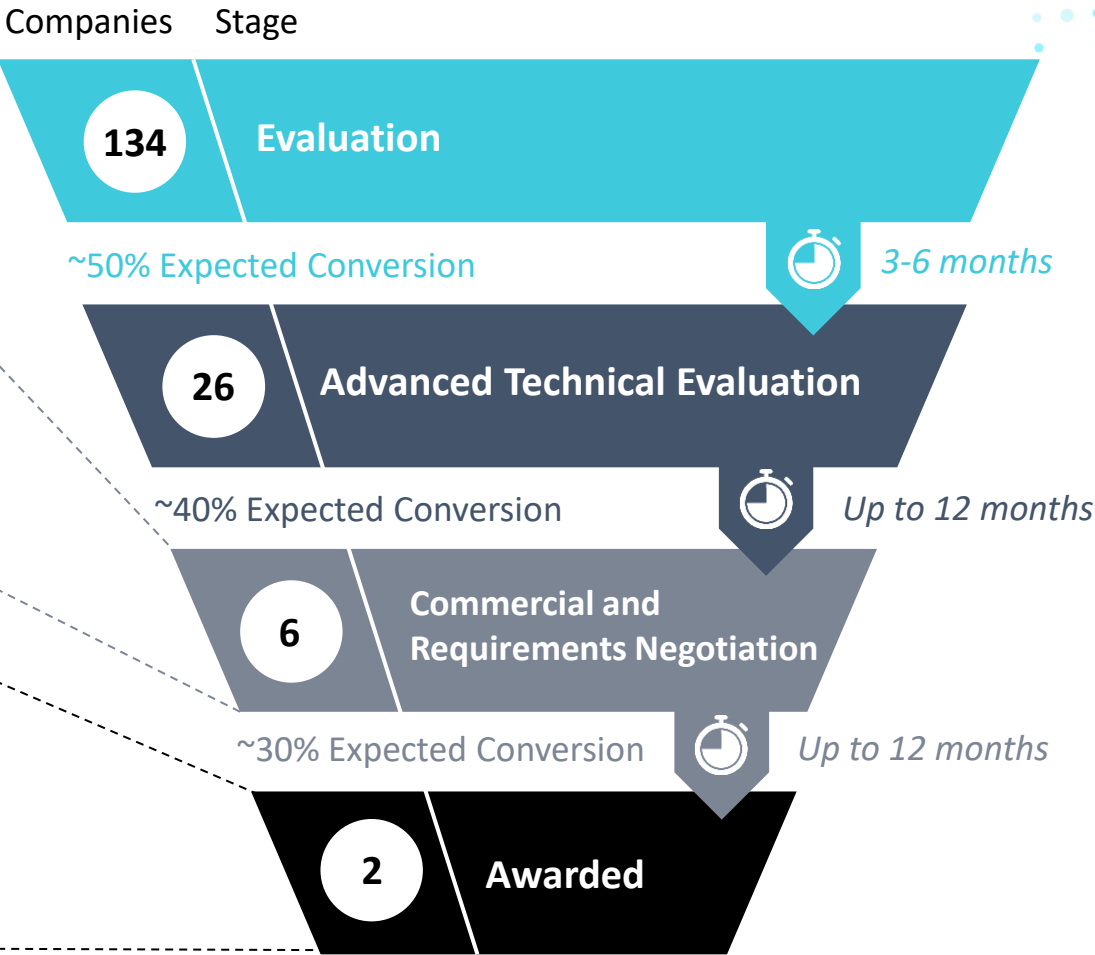 Companies Stage
134 Evaluation
~50% Expected Conversion 3-6 months
26 Advanced Technical Evaluation
~40% Expected Conversion Up to 12 months
6 Commercial and
Requirements Negotiation
~30% Expected Conversion Up to 12 months
2 Awarded